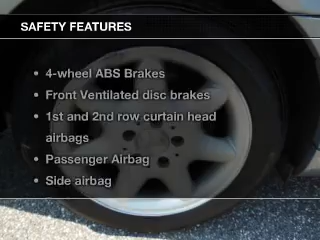 SAFETY FEATURES
• 4-wheel ABS Brakes
• Front Ventilated disc brakes
• 1st and 2nd row curtain head
airbags
• Passenger Airbag
• Side airbag